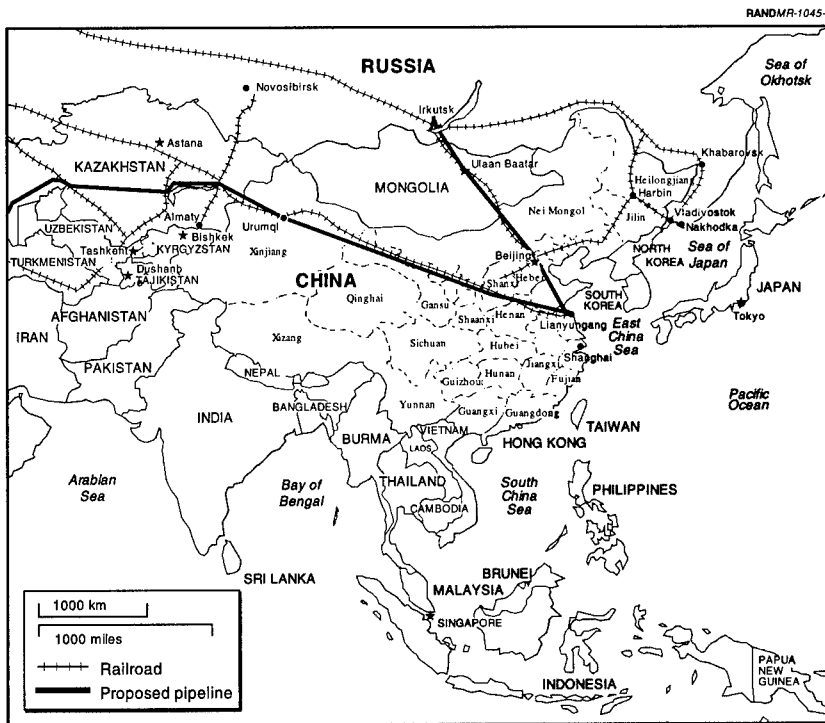 RANDMR-1045-
RUSSIA
Sea of
Okhotsk
Novosibirsk
Irkutsk
Astana
KAZAKHSTAN
Ulaan Baatar
MONGOLIA
Khabarovsk
Heilongjiang
Harbin
Nei Mongol
Jilin
Vladivostok
Nakhodka
UZBEKISTAN
Almaty
Urumqi
Bishkek
Tashkent
KYRGYZSTAN
Xinjiang
TURKMENISTAN
Dushanb
TAJIKISTAN
Beijing
Hebei
NORTH
KOREA
Sea of
Japan
CHINA
Shanxi
Qinghai
Gansu
Shaanxi
Henan
SOUTH
KOREA
JAPAN
Tokyo
AFGHANISTAN
IRAN
Lianyungang
East
China
Sea
Xizang
Sichuan
Hubei
Shanghai
PAKISTAN
NEPAL
Jiangxi
Hunan
Guizhou
Fujian
Pacific
Ocean
INDIA
BANGLADESH
Yunnan
Guangxi
Guangdong
TAIWAN
BURMA
VIETNAM
LAOS
HONG KONG
Arabian
Sea
Bay of
Bengal
THAILAND
South
China
Sea
PHILIPPINES
CAMBODIA
SRI LANKA
BRUNEI
MALAYSIA
SINGAPORE
INDONESIA
PAPUA
NEW
GUINEA
1000 km
1000 miles
Railroad
Proposed pipeline